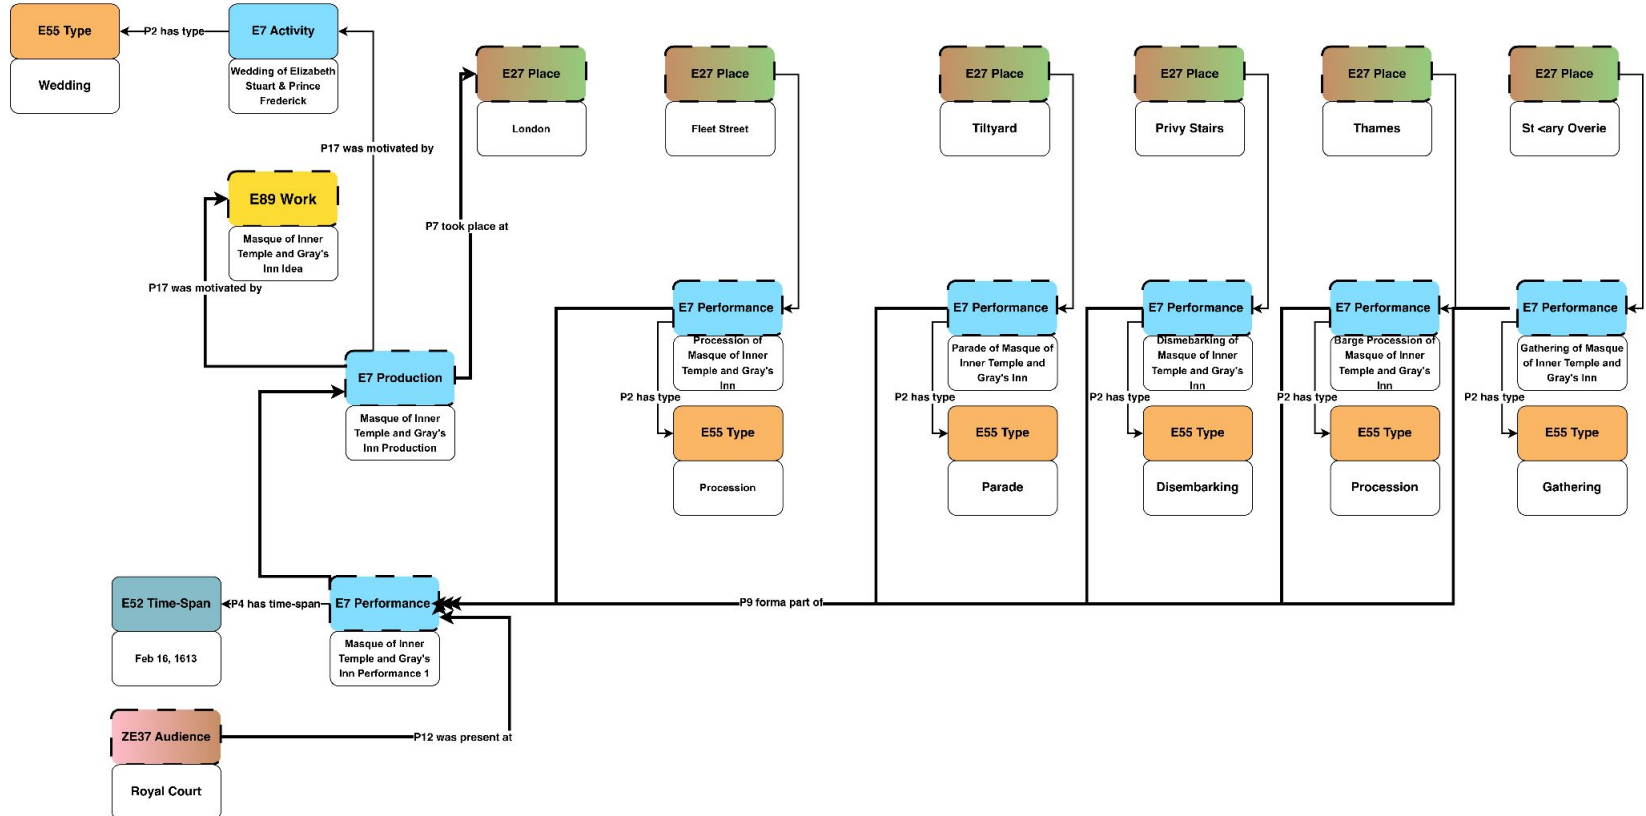 E55 Type
P2 has type
E7 Activity
Wedding
Wedding of Elizabeth
Stuart & Prince
Frederick
E27 Place
London
E27 Place
Fleet Street
E27 Place
Tiltyard
E27 Place
Privy Stairs
E27 Place
Thames
E27 Place
St <ary Overie
P17 was motivated by
E89 Work
Masque of Inner
Temple and Gray's
Inn Idea
P7 took place at
P17 was motivated by
E7 Production
Masque of Inner
Temple and Gray's
Inn Production
E7 Performance
Procession of
Masque of Inner
Temple and Gray's
Inn
P2 has type
E55 Type
Procession
E7 Performance
Parade of Masque of
Inner Temple and
Gray's Inn
P2 has type
E55 Type
Parade
E7 Performance
Dismebarking of
Masque of Inner
Temple and Gray's
Inn
P2 has type
E55 Type
Disembarking
E7 Performance
Barge Procession of
Masque of Inner
Temple and Gray's
Inn
P2 has type
E55 Type
Procession
E7 Performance
Gathering of Masque
of Inner Temple and
Gray's Inn
P2 has type
E55 Type
Gathering
E52 Time-Span
P4 has time-span
E7 Performance
P9 forma part of
Feb 16, 1613
Masque of Inner
Temple and Gray's
Inn Performance 1
ZE37 Audience
P12 was present at
Royal Court